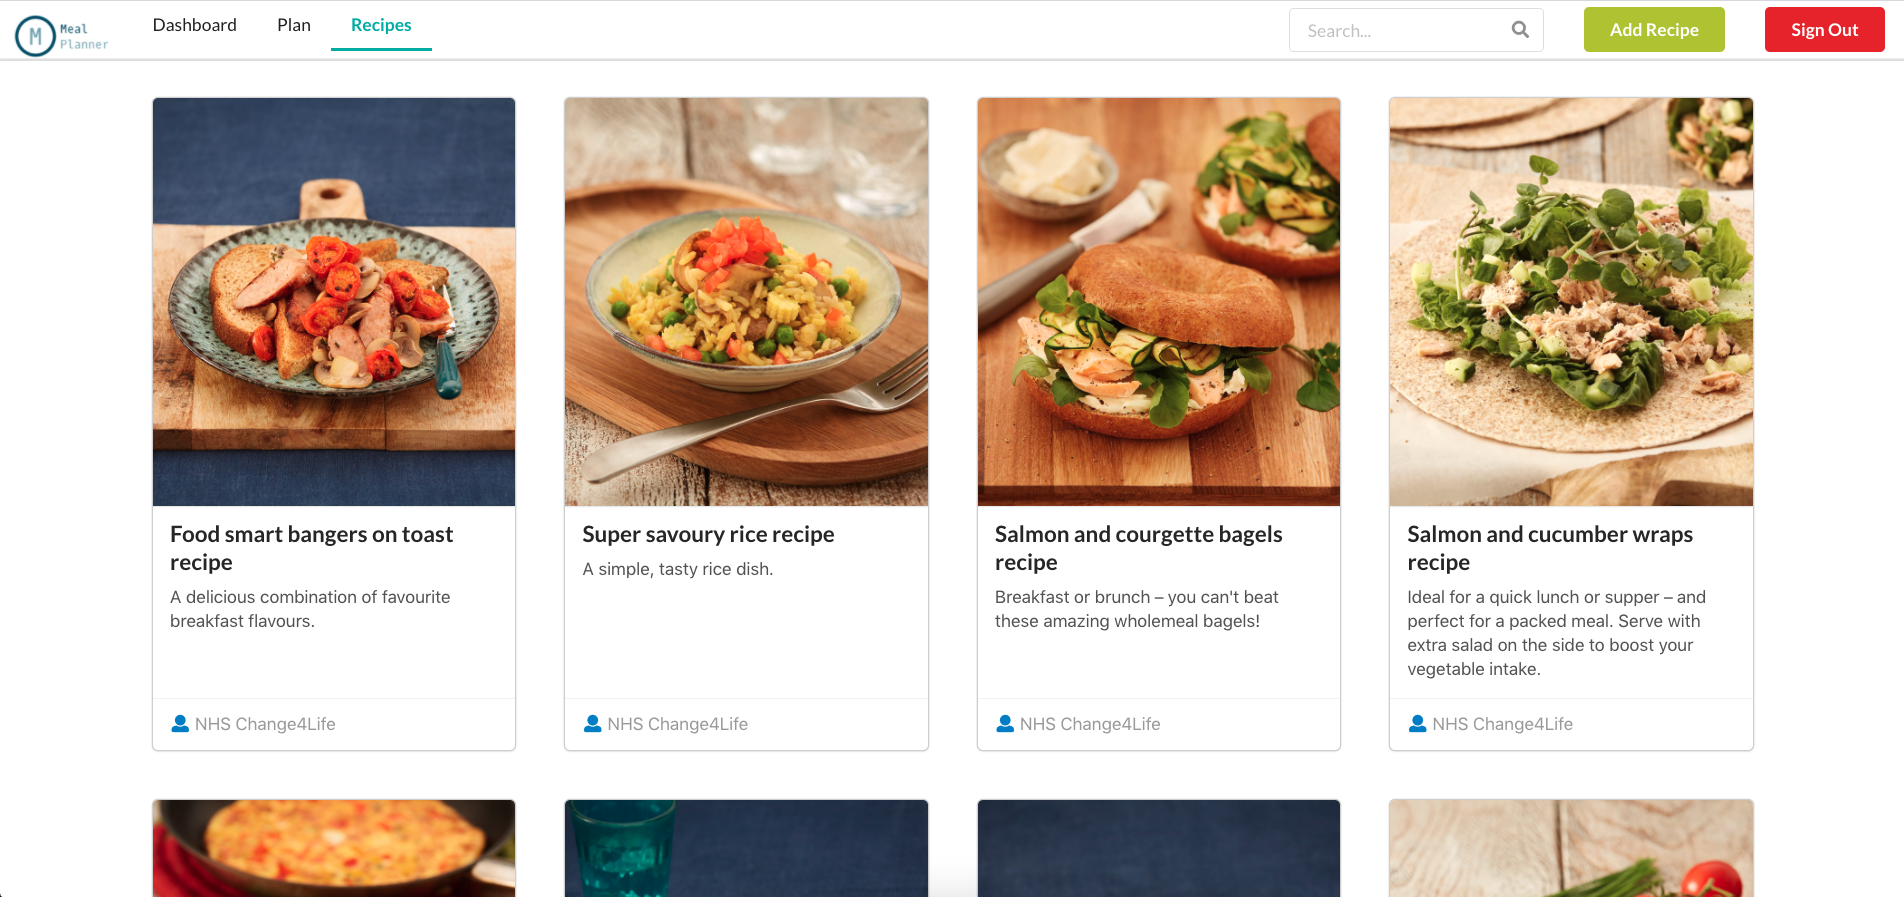 M Meal
Planner
Dashboard
Plan
Recipes
Search...
Add Recipe
Sign Out
Food smart bangers on toast
recipe
A delicious combination of favourite
breakfast flavours.
NHS Change4Life
Super savoury rice recipe
A simple, tasty rice dish.
NHS Change4Life
Salmon and courgette bagels
recipe
Breakfast or brunch – you can't beat
these amazing wholemeal bagels!
NHS Change4Life
Salmon and cucumber wraps
recipe
Ideal for a quick lunch or supper – and
perfect for a packed meal. Serve with
extra salad on the side to boost your
vegetable intake.
NHS Change4Life